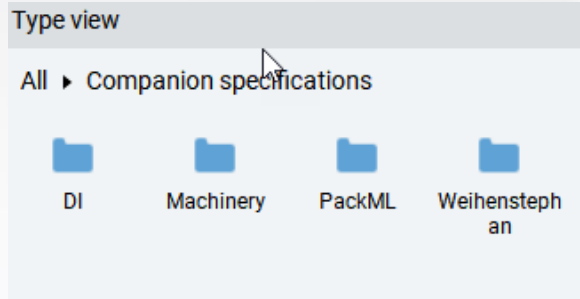 Type view
All ▸ Companion specifications
DI
Machinery
PackML
Weihensteph
an